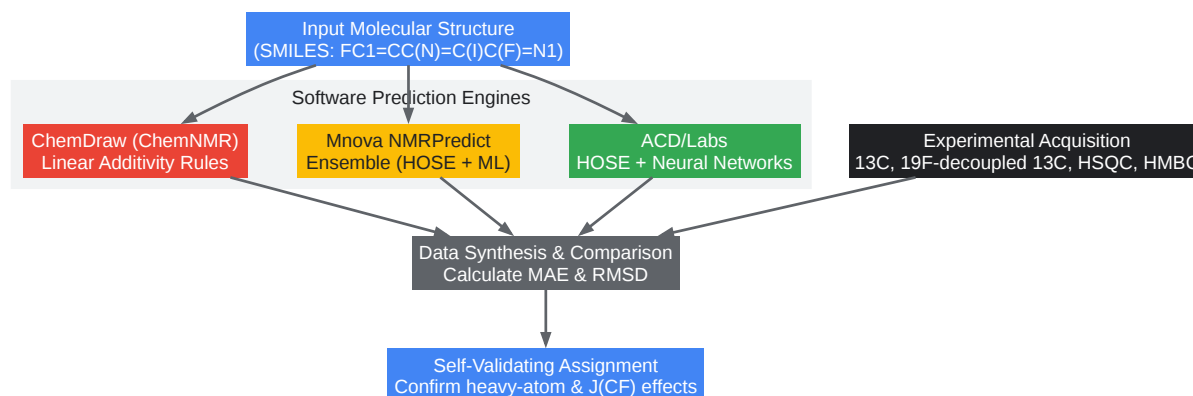 Input Molecular Structure
(SMILES: FC1=CC(N)=C(I)C(F)=N1)
Software Prediction Engines
ChemDraw (ChemNMR)
Linear Additivity Rules
Mnova NMRPredict
Ensemble (HOSE + ML)
ACD/Labs
HOSE + Neural Networks
Experimental Acquisition
13C, 19F-decoupled 13C, HSQC, HMBC
Data Synthesis & Comparison
Calculate MAE & RMSD
Self-Validating Assignment
Confirm heavy-atom & J(CF) effects